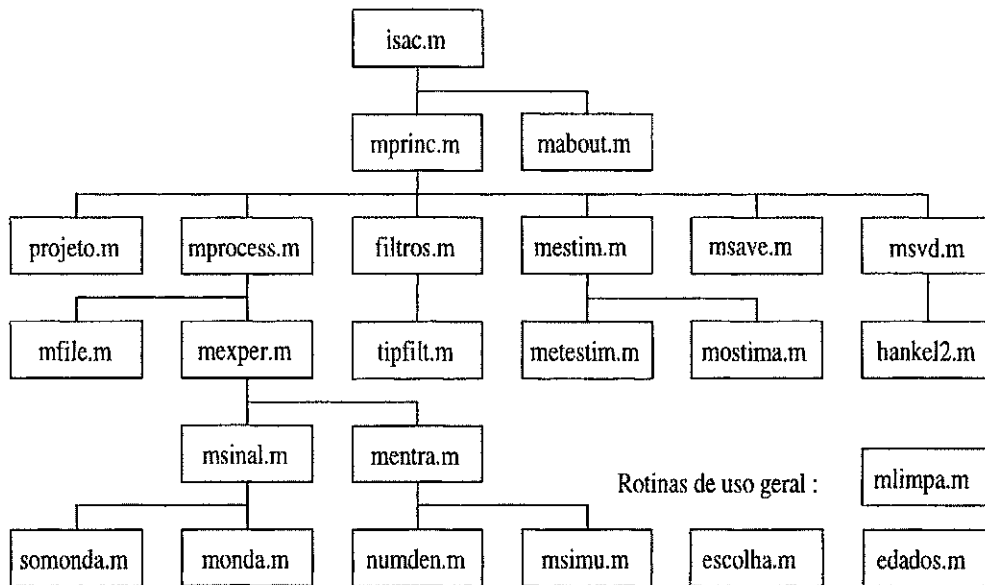 isac.m
mprinc.m
mabout.m
projeto.m
mprocess.m
filtros.m
mestim.m
msave.m
msvd.m
mfile.m
mexper.m
tipfilt.m
metestim.m
mostima.m
hankel2.m
msinal.m
mentra.m
Rotinas de uso geral :
mlimpa.m
somonda.m
monda.m
numden.m
msimu.m
escolha.m
edados.m